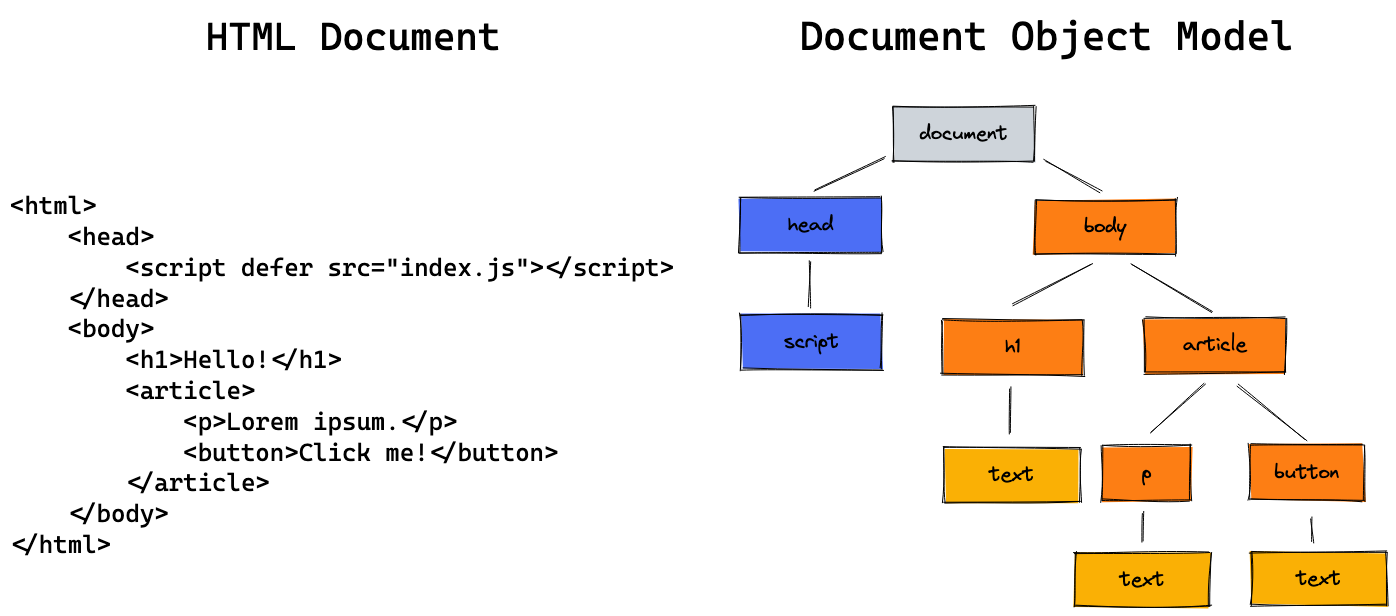 HTML Document
<html>
    <head>
        <script defer src="index.js"></script>
    </head>
    <body>
        <h1>Hello!</h1>
        <article>
            <p>Lorem ipsum.</p>
            <button>Click me!</button>
        </article>
    </body>
</html>
Document Object Model
document
head
body
script
h1
article
text
p
button
text
text